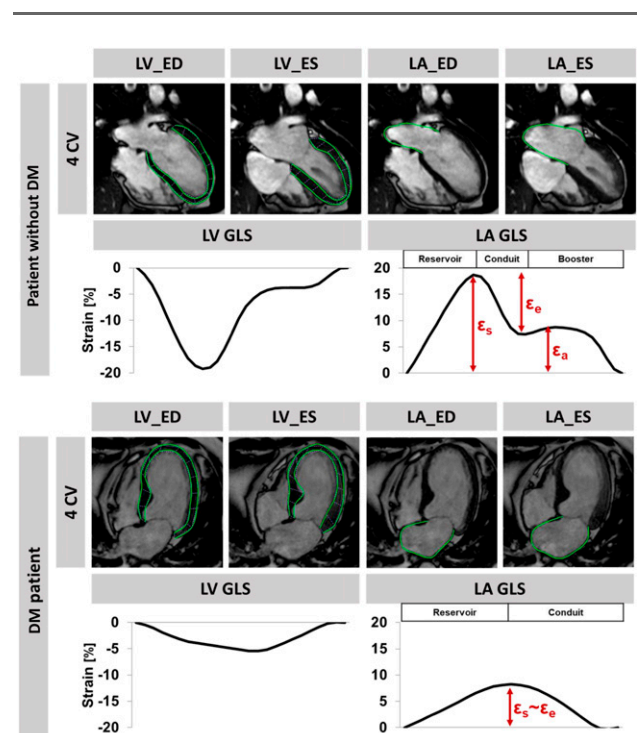 LV_ED LV_ES LA_ED LA_ES
Patient without DM
4 CV
LV GLS LA GLS
Reservoir Conduit Booster
Strain [%]
0
-5
-10
-15
-20
20
15
10
5
0
εs
εe
εa
LV_ED LV_ES LA_ED LA_ES
DM patient
4 CV
LV GLS LA GLS
Reservoir Conduit
Strain [%]
-0
-5
-10
-15
-20
20
15
10
5
0
εs~εe